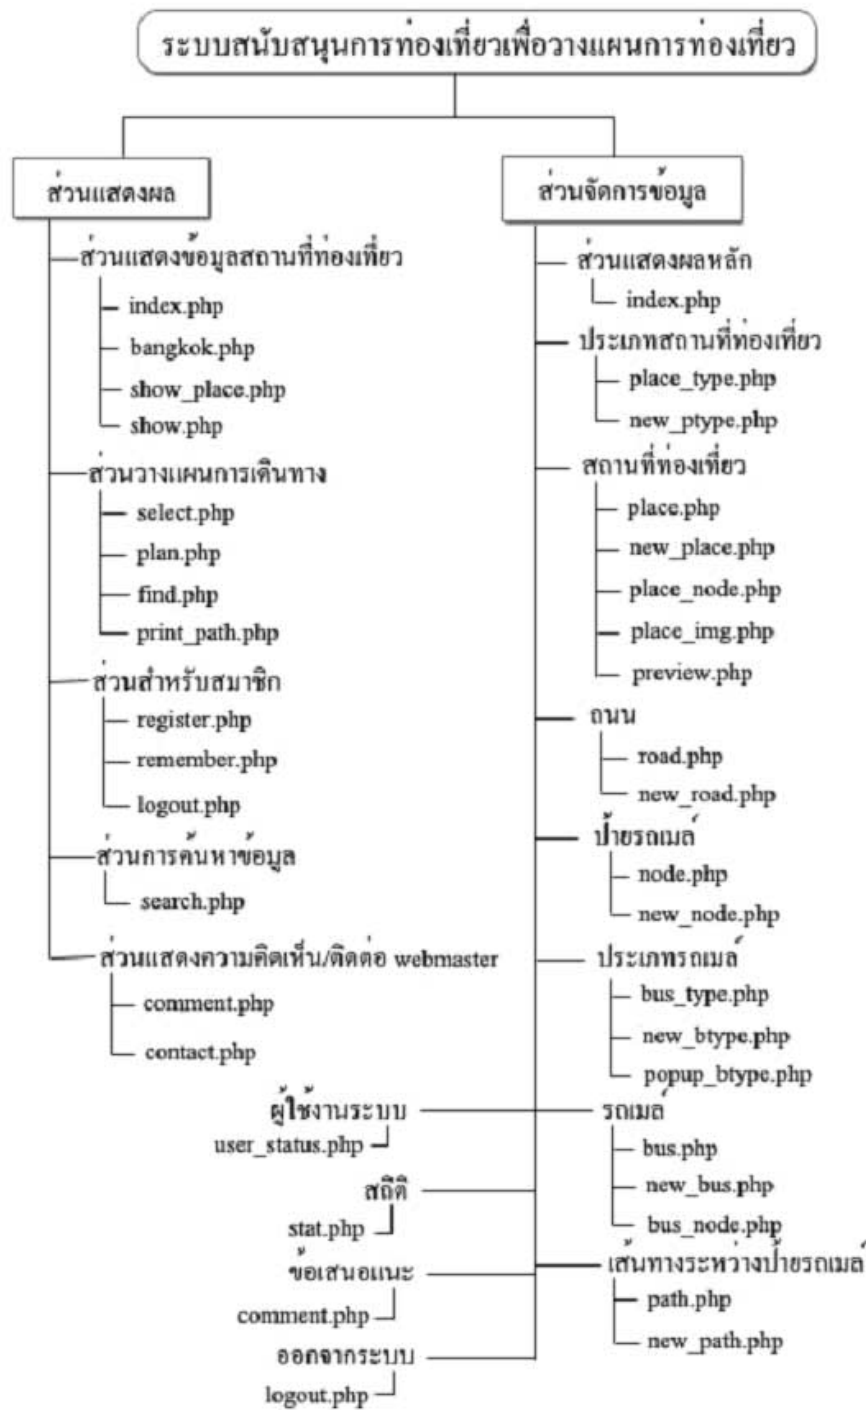 ระบบสนับสนุนการท่องเที่ยวเพื่อวางแผนการท่องเที่ยว
ส่วนแสดงผล
ส่วนแสดงข้อมูลสถานที่ท่องเที่ยว
index.php
bangkok.php
show_place.php
show.php
ส่วนวางแผนการเดินทาง
select.php
plan.php
find.php
print_path.php
ส่วนสำหรับสมาชิก
register.php
remember.php
logout.php
ส่วนการค้นหาข้อมูล
search.php
ส่วนแสดงความคิดเห็น/ติดต่อ webmaster
comment.php
contact.php
ส่วนจัดการข้อมูล
ส่วนแสดงผลหลัก
index.php
ประเภทสถานที่ท่องเที่ยว
place_type.php
new_ptype.php
สถานที่ท่องเที่ยว
place.php
new_place.php
place_node.php
place_img.php
preview.php
ถนน
road.php
new_road.php
ป้ายรถเมล์
node.php
new_node.php
ประเภทรถเมล์
bus_type.php
new_btype.php
popup_btype.php
รถเมล์
bus.php
new_bus.php
bus_node.php
เส้นทางระหว่างป้ายรถเมล์
path.php
new_path.php
ผู้ใช้งานระบบ
user_status.php
สถิติ
stat.php
ข้อเสนอแนะ
comment.php
ออกจากระบบ
logout.php